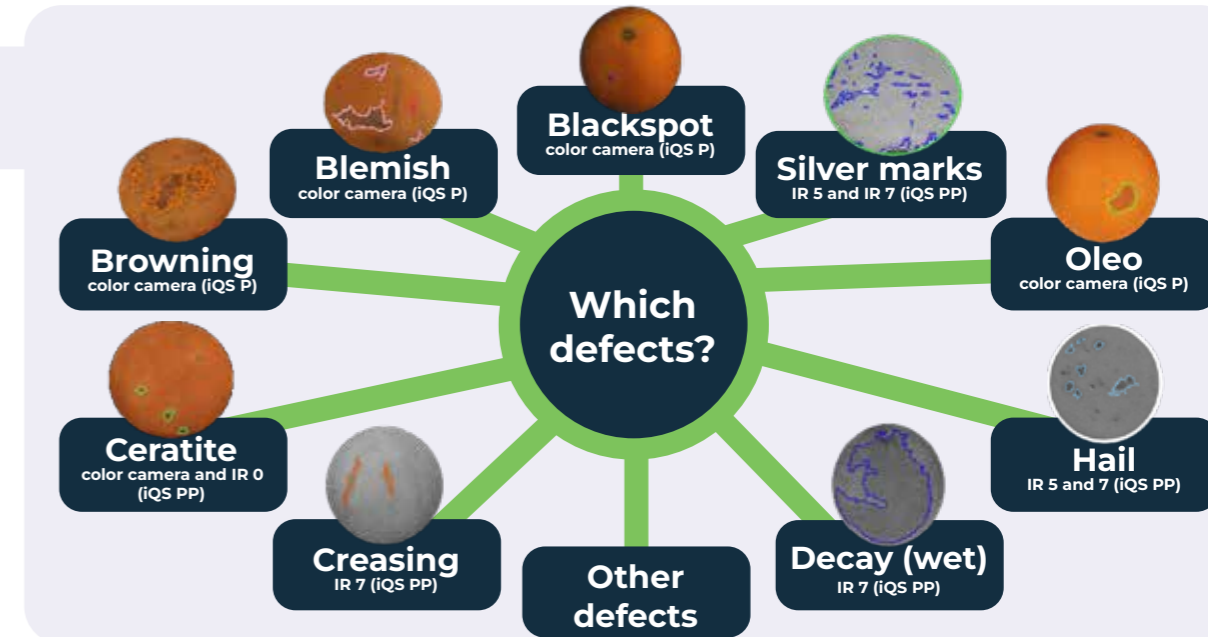 Which
defects?
Blackspot
color camera (iQS P)
Silver marks
IR 5 and IR 7 (iQS PP)
Oleo
color camera (iQS P)
Hail
IR 5 and 7 (iQS PP)
Decay (wet)
IR 7 (iQS PP)
Other
defects
Creasing
IR 7 (iQS PP)
Ceratite
color camera and IR 0
(iQS PP)
Browning
color camera (iQS P)
Blemish
color camera (iQS P)